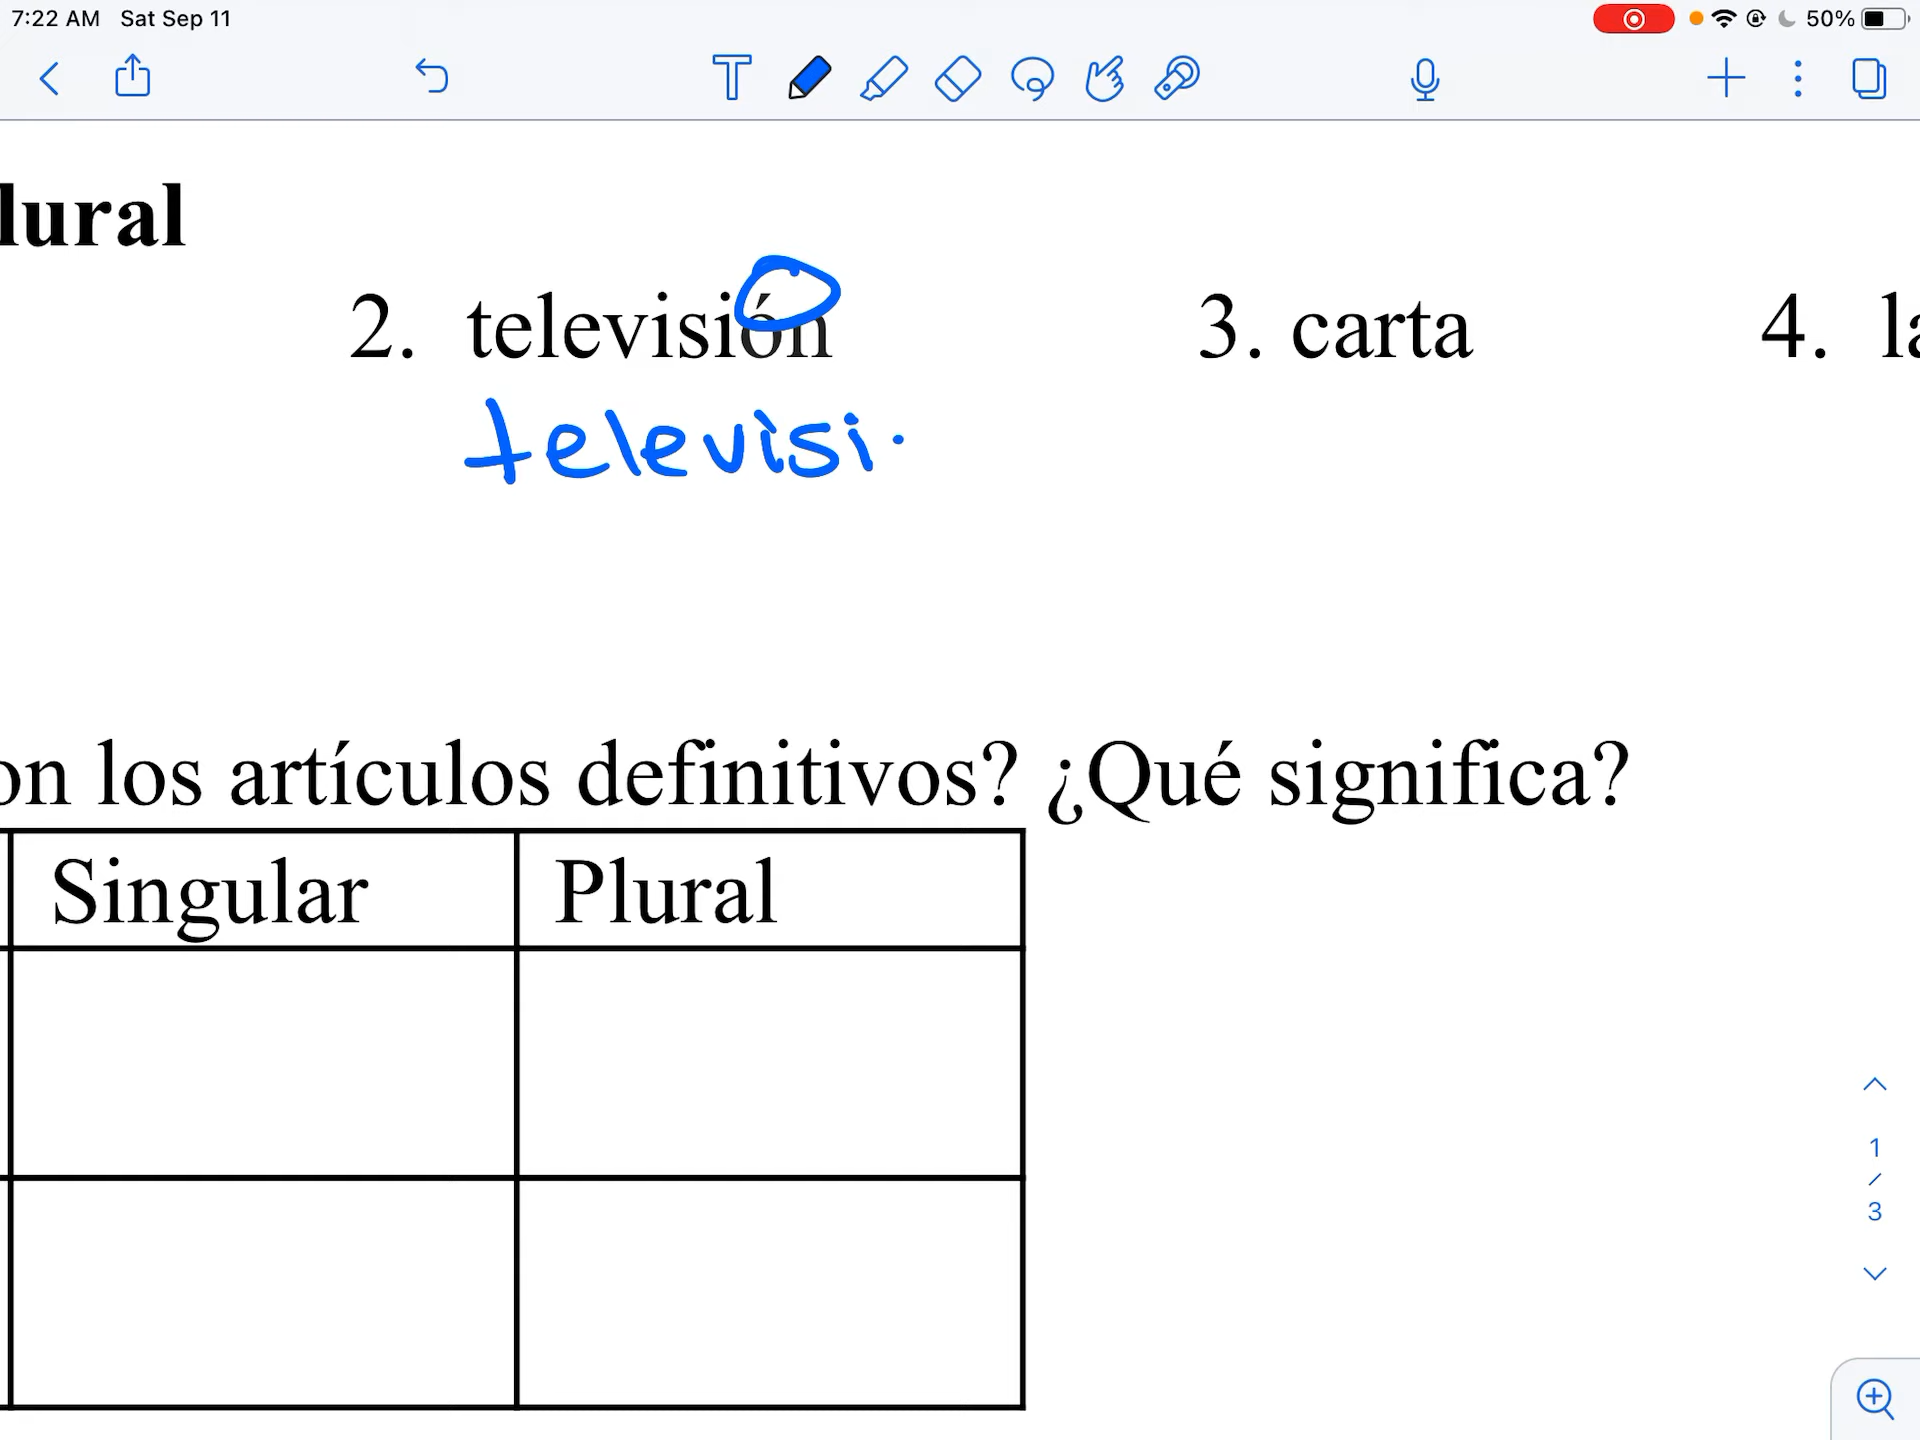 7:22 AM Sat Sep 11
50%
lural
2. televisión
3. carta
4.
televisi
on los artículos definitivos? ¿Qué significa?
Singular
Plural
1
/
3